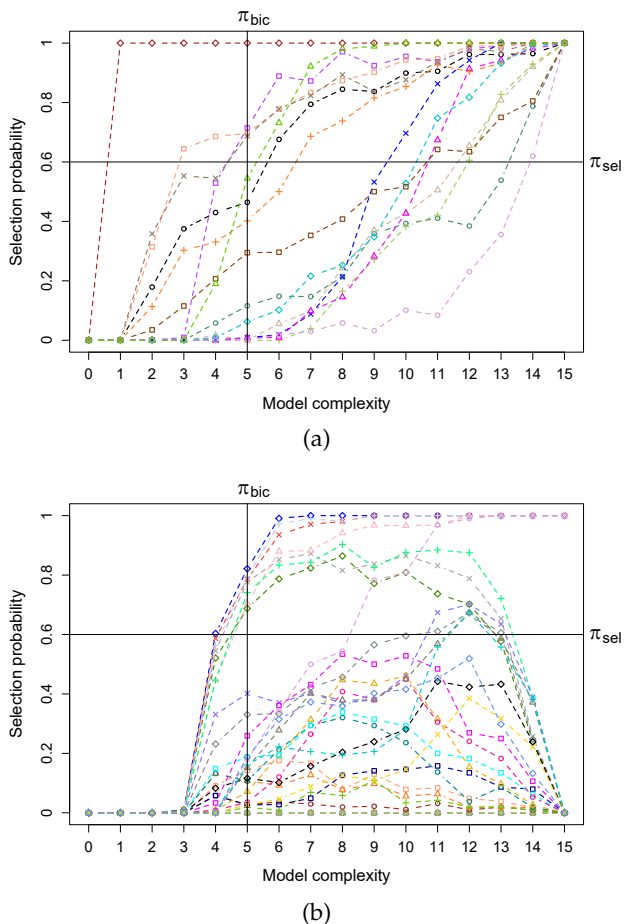 π_bic
1
0.8
0.6
0.4
0.2
0
Selection probability
π_sel
0 1 2 3 4 5 6 7 8 9 10 11 12 13 14 15
Model complexity
(a)
π_bic
1
0.8
0.6
0.4
0.2
0
Selection probability
π_sel
0 1 2 3 4 5 6 7 8 9 10 11 12 13 14 15
Model complexity
(b)